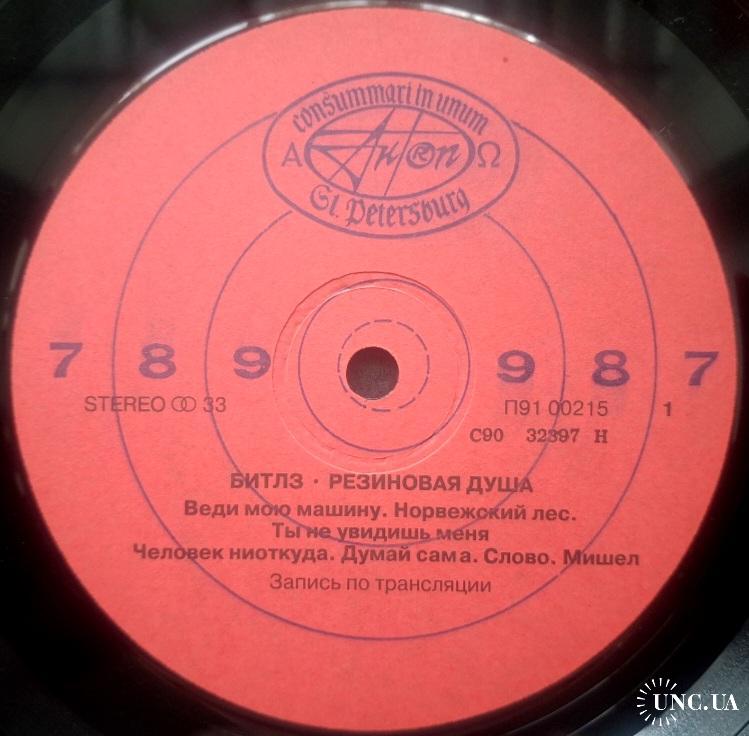 consummari in unum
Α АнТ®оп Ω
St. Petersburg
7 8 9 9 8 7
STEREO 33 П91 00215 1
С90 32397 Н
БИТЛЗ · РЕЗИНОВАЯ ДУША
Веди мою машину. Норвежский лес.
Ты не увидишь меня
Человек ниоткуда. Думай сама. Слово. Мишел
Запись по трансляции
UNC.UA